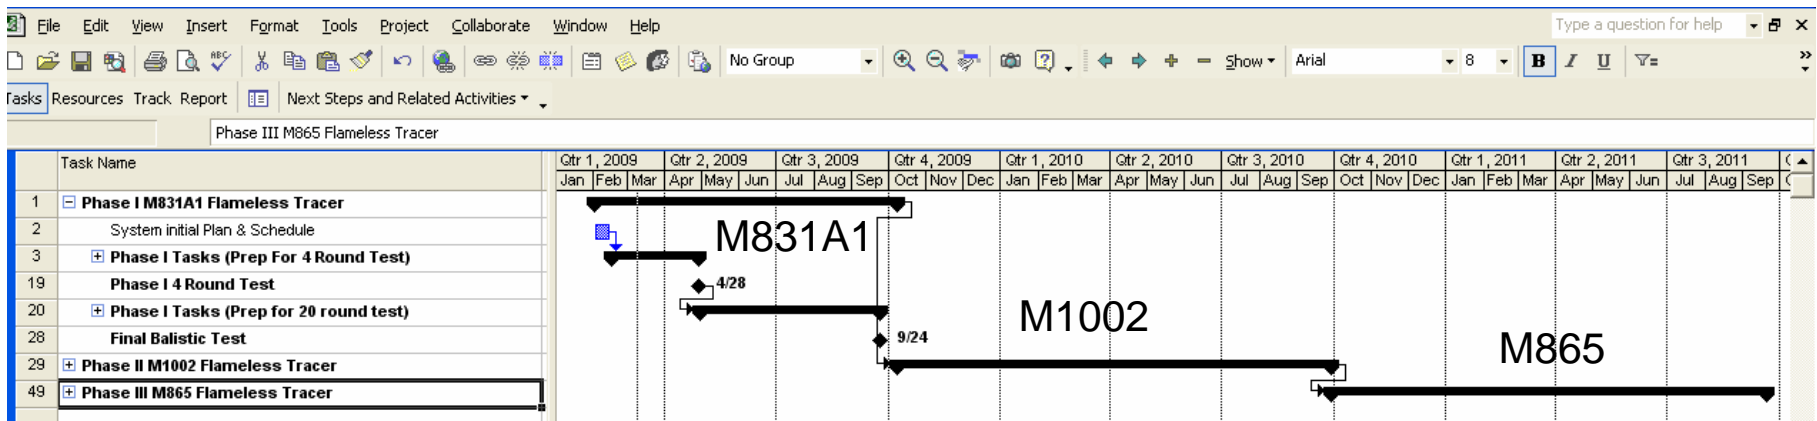 File Edit View Insert Format Tools Project Collaborate Window Help Type a question for help
No Group Show Arial 8 B I U
Tasks Resources Track Report Next Steps and Related Activities
Phase III M865 Flameless Tracer
Task Name Qtr 1, 2009 Qtr 2, 2009 Qtr 3, 2009 Qtr 4, 2009 Qtr 1, 2010 Qtr 2, 2010 Qtr 3, 2010 Qtr 4, 2010 Qtr 1, 2011 Qtr 2, 2011 Qtr 3, 2011
Jan Feb Mar Apr May Jun Jul Aug Sep Oct Nov Dec Jan Feb Mar Apr May Jun Jul Aug Sep Oct Nov Dec Jan Feb Mar Apr May Jun Jul Aug Sep
1 Phase I M831A1 Flameless Tracer
2 System initial Plan & Schedule
M831A1
3 Phase I Tasks (Prep For 4 Round Test)
19 Phase I 4 Round Test 4/28
20 Phase I Tasks (Prep for 20 round test)
M1002
28 Final Balistic Test 9/24
M865
29 Phase II M1002 Flameless Tracer
49 Phase III M865 Flameless Tracer